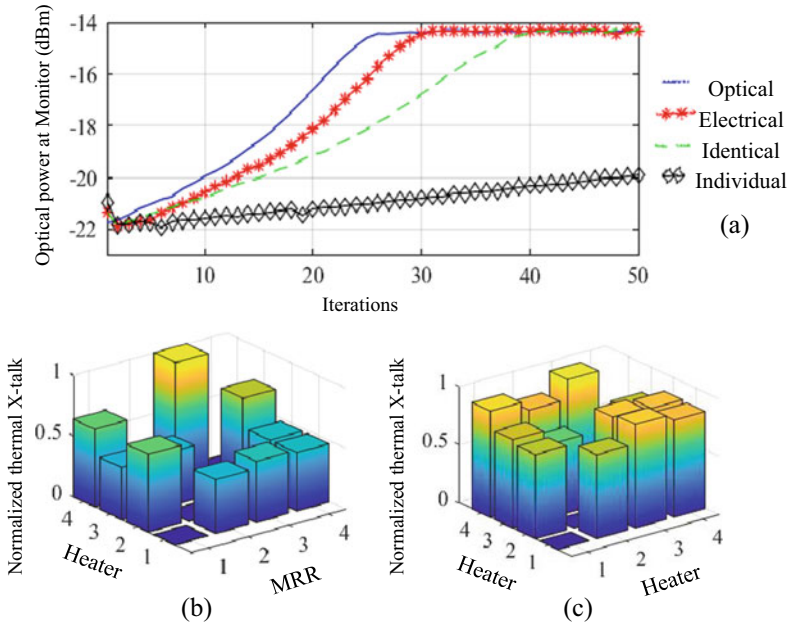 Optical power at Monitor (dBm)
-14
-14
-16
-18
-20
-22
10
20
30
40
50
Iterations
Optical
Electrical
Identical
Individual
(a)
Normalized thermal X-talk
1
0.5
0
4
3
2
1
Heater
1
2
3
4
MRR
(b)
Normalized thermal X-talk
1
0.5
0
4
3
2
1
Heater
1
2
3
4
Heater
(c)